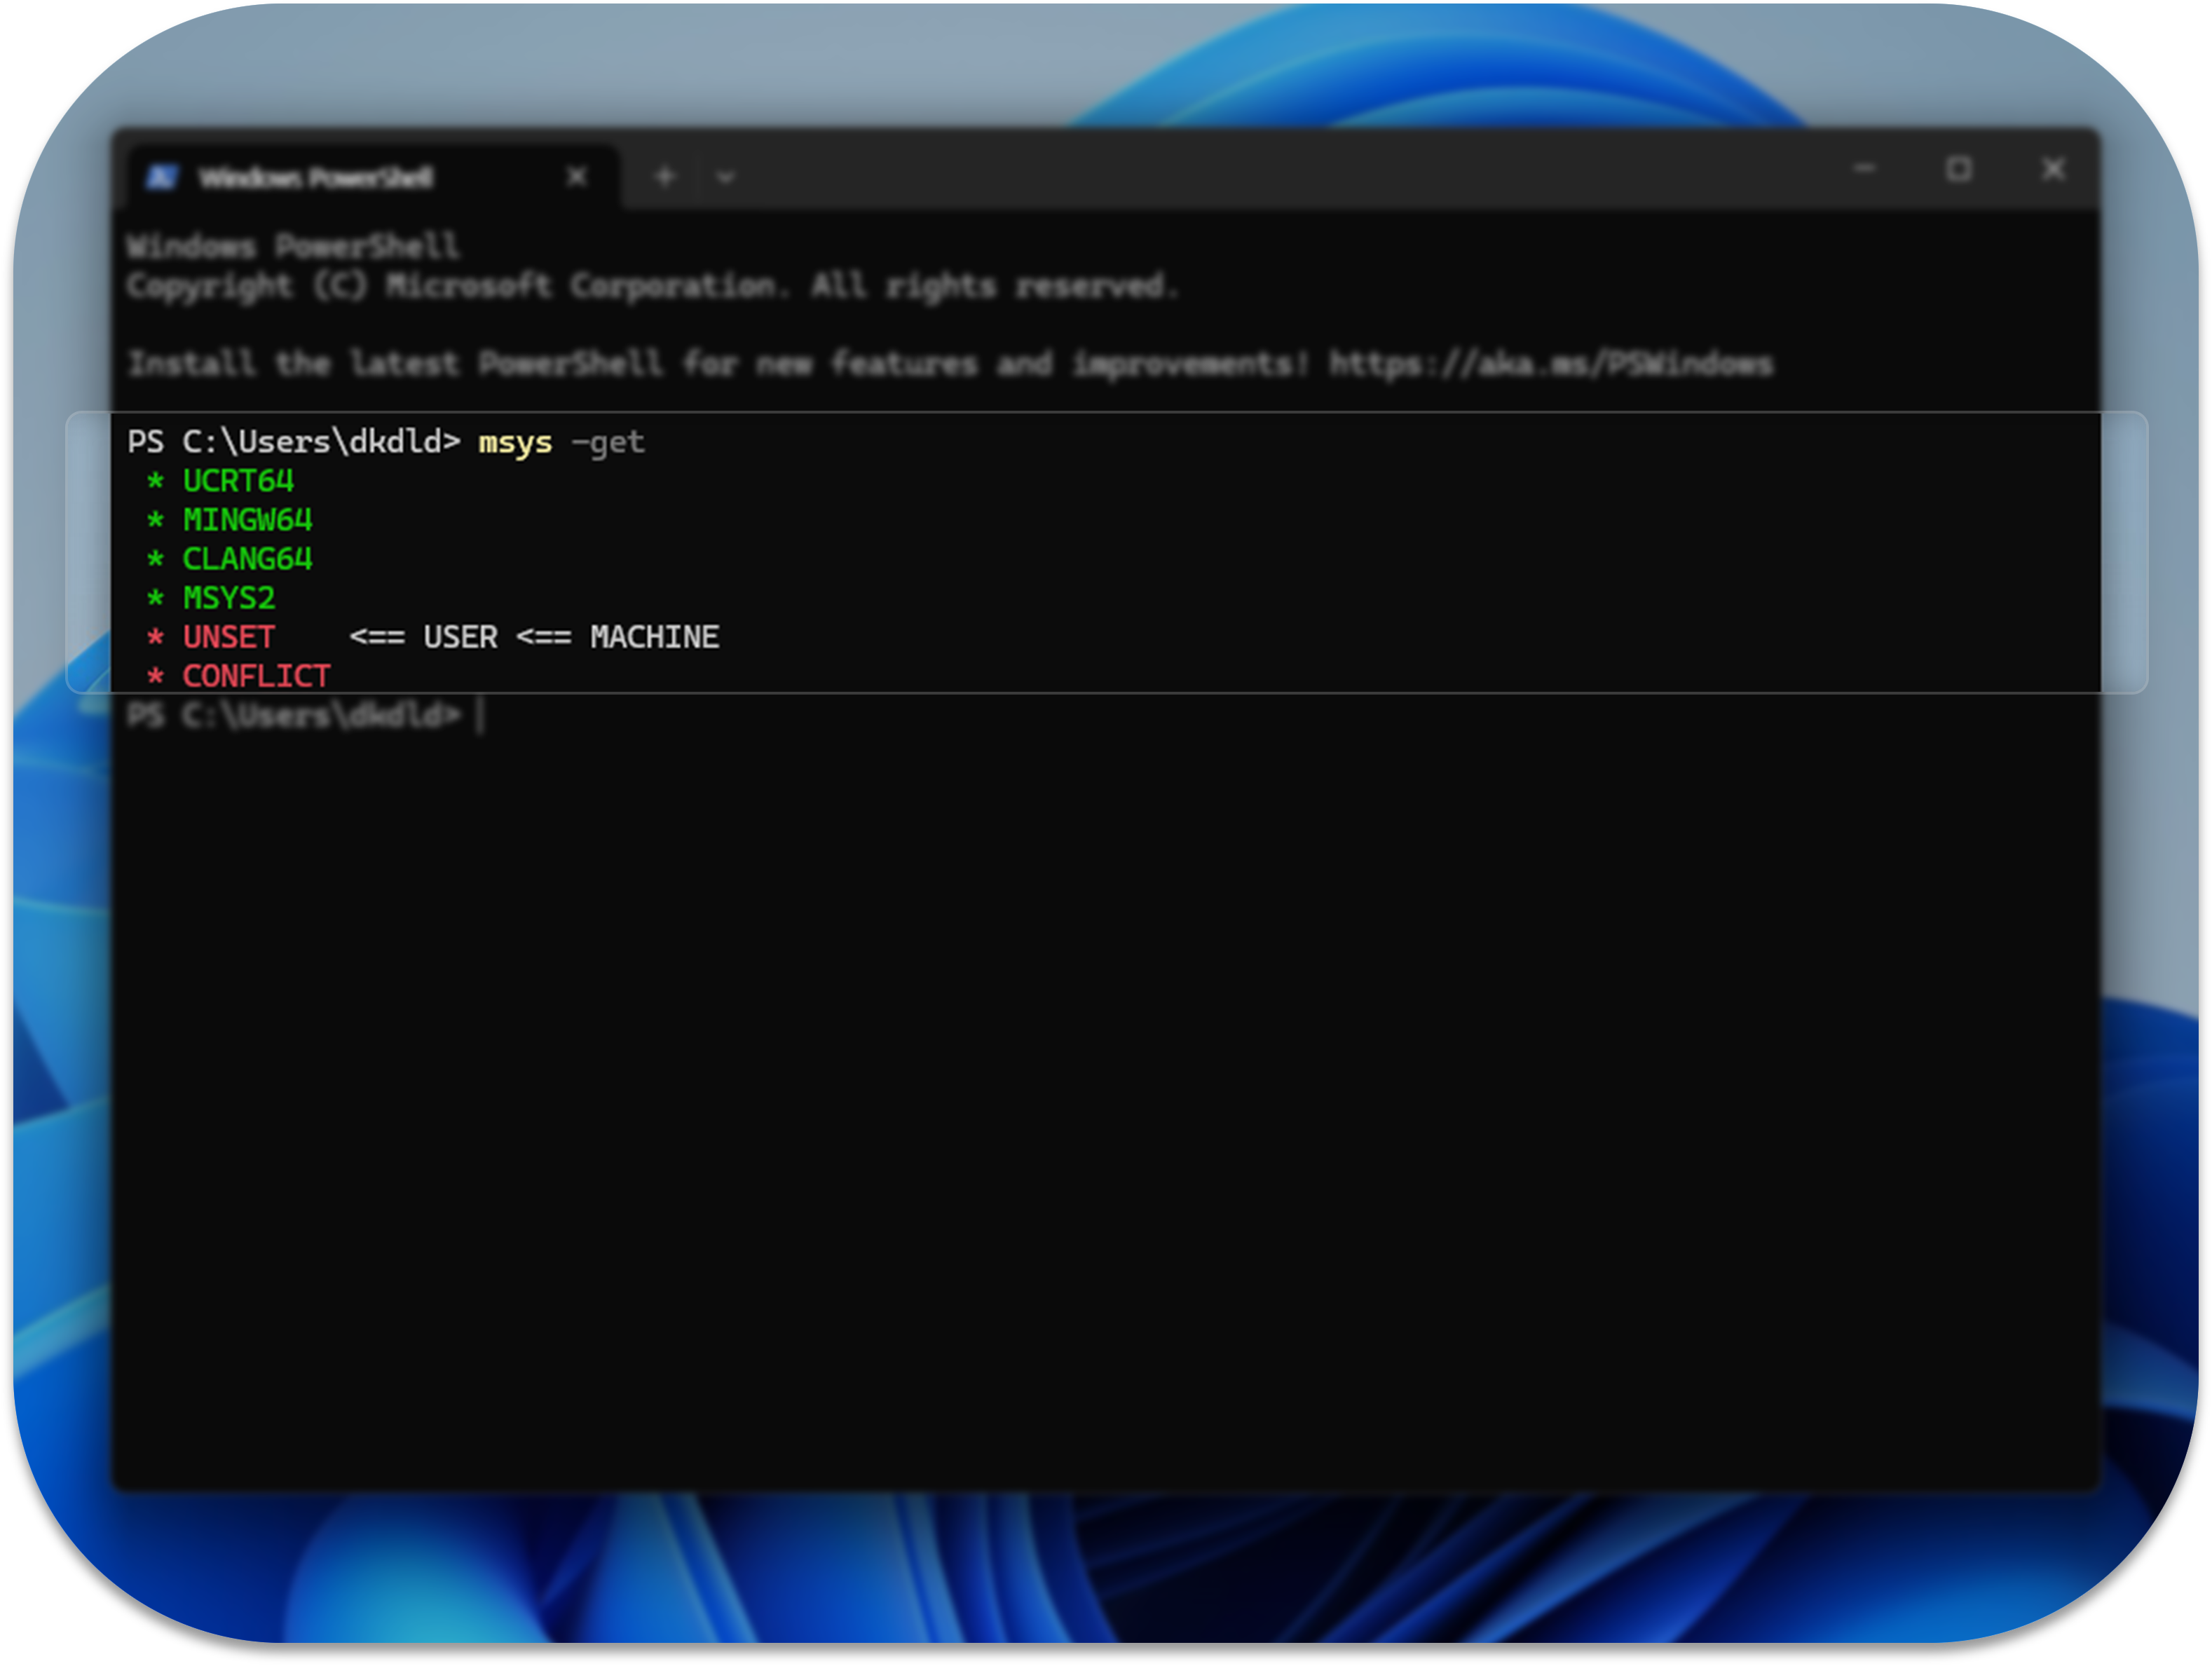 Windows PowerShell
Windows PowerShell
Copyright (C) Microsoft Corporation. All rights reserved.
Install the latest PowerShell for new features and improvements! https://aka.ms/PSWindows
PS C:\Users\dkdld> msys -get
* UCRT64
* MINGW64
* CLANG64
* MSYS2
* UNSET <== USER <== MACHINE
* CONFLICT
PS C:\Users\dkdld>